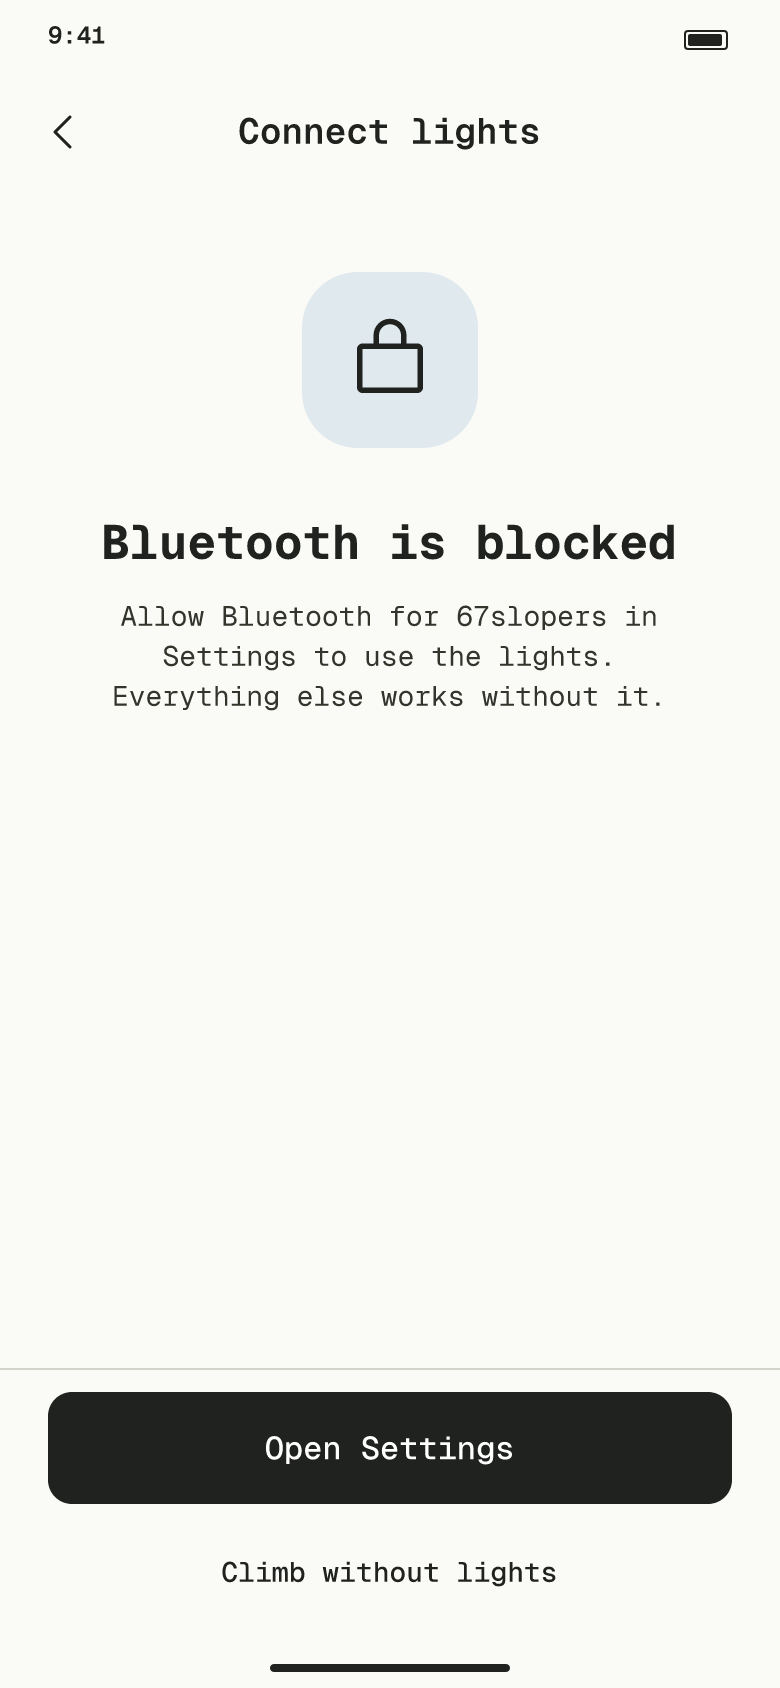 9:41
Connect lights
Bluetooth is blocked
Allow Bluetooth for 67slopers in
Settings to use the lights.
Everything else works without it.
Open Settings
Climb without lights